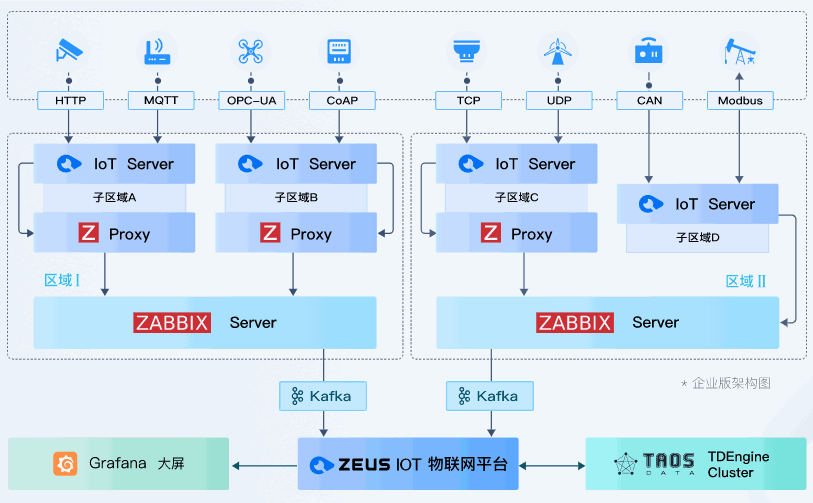 HTTP
MQTT
OPC-UA
CoAP
TCP
UDP
CAN
Modbus
IoT Server
IoT Server
IoT Server
子区域A
子区域B
子区域C
IoT Server
Z Proxy
Z Proxy
Z Proxy
子区域D
区域 I
区域 II
ZABBIX Server
ZABBIX Server
* 企业版架构图
Kafka
Kafka
Grafana 大屏
ZEUS IOT 物联网平台
TAOS DATA
TDEngine
Cluster